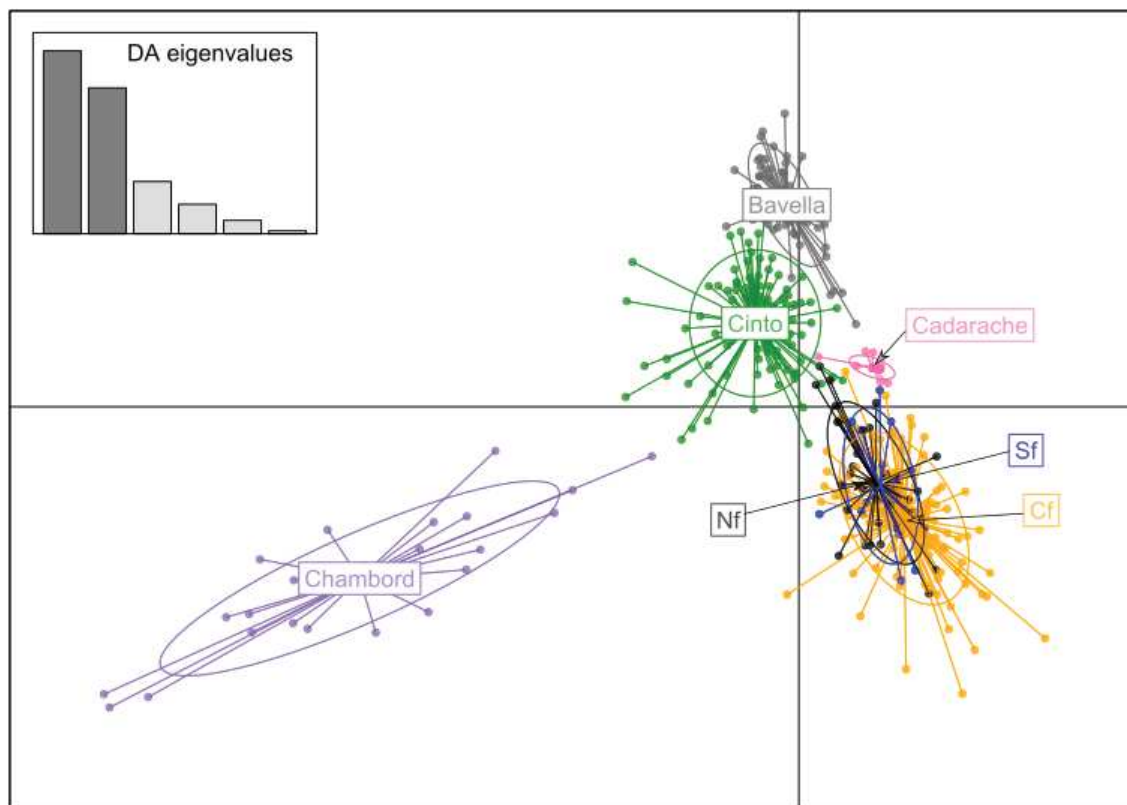 DA eigenvalues
Bavella
Cinto
Cadarache
Sf
Nf
Cf
Chambord